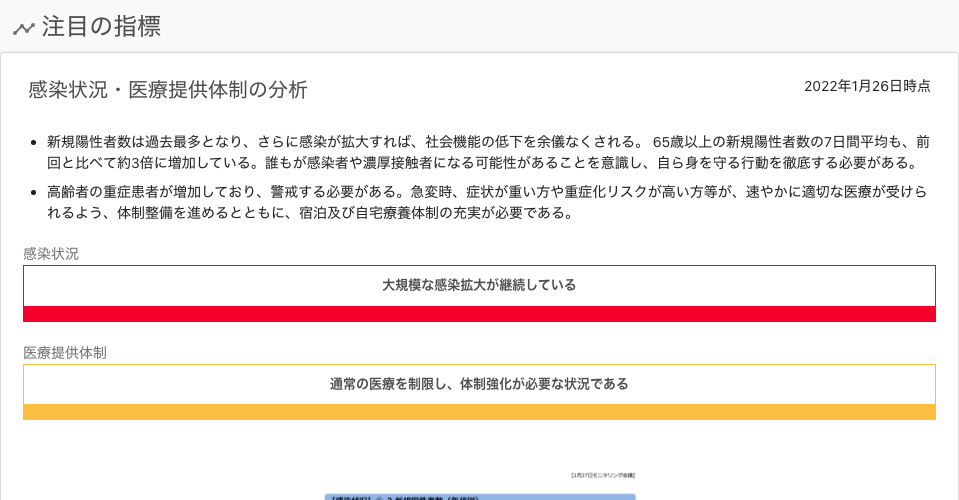 注目の指標
感染状況・医療提供体制の分析
2022年1月26日時点
• 新規陽性者数は過去最多となり、さらに感染が拡大すれば、社会機能の低下を余儀なくされる。 65歳以上の新規陽性者数の7日間平均も、前
回と比べて約3倍に増加している。誰もが感染者や濃厚接触者になる可能性があることを意識し、自ら身を守る行動を徹底する必要がある。
• 高齢者の重症患者が増加しており、警戒する必要がある。急変時、症状が重い方や重症化リスクが高い方等が、速やかに適切な医療が受けら
れるよう、体制整備を進めるとともに、宿泊及び自宅療養体制の充実が必要である。
感染状況
大規模な感染拡大が継続している
医療提供体制
通常の医療を制限し、体制強化が必要な状況である
【1月27日モニタリング会議】